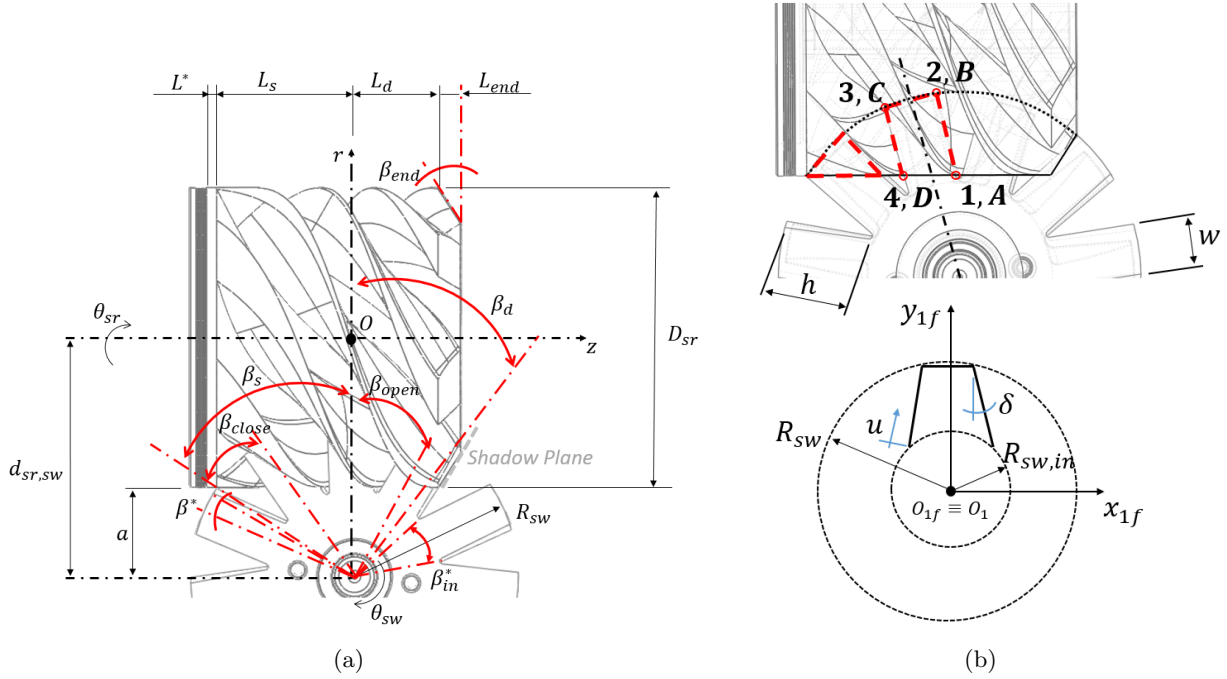 L* L_s L_d L_end
r
β_end
θ_sr
β_d
O
z
D_sr
β_s
β_open
β_close
d_sr,sw
Shadow Plane
β*
a
R_sw
β*_in
θ_sw
(a)
2, B
3, C
4, D
1, A
w
h
y_1f
δ
u
R_sw
R_sw,in
O_1f ≡ O_1
x_1f
(b)